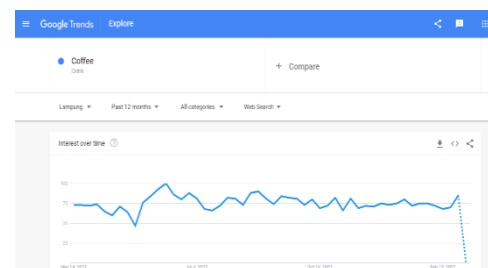 Google Trends Explore
Coffee
Drink
+ Compare
Lampung Past 12 months All categories Web Search
Interest over time
100
75
50
25